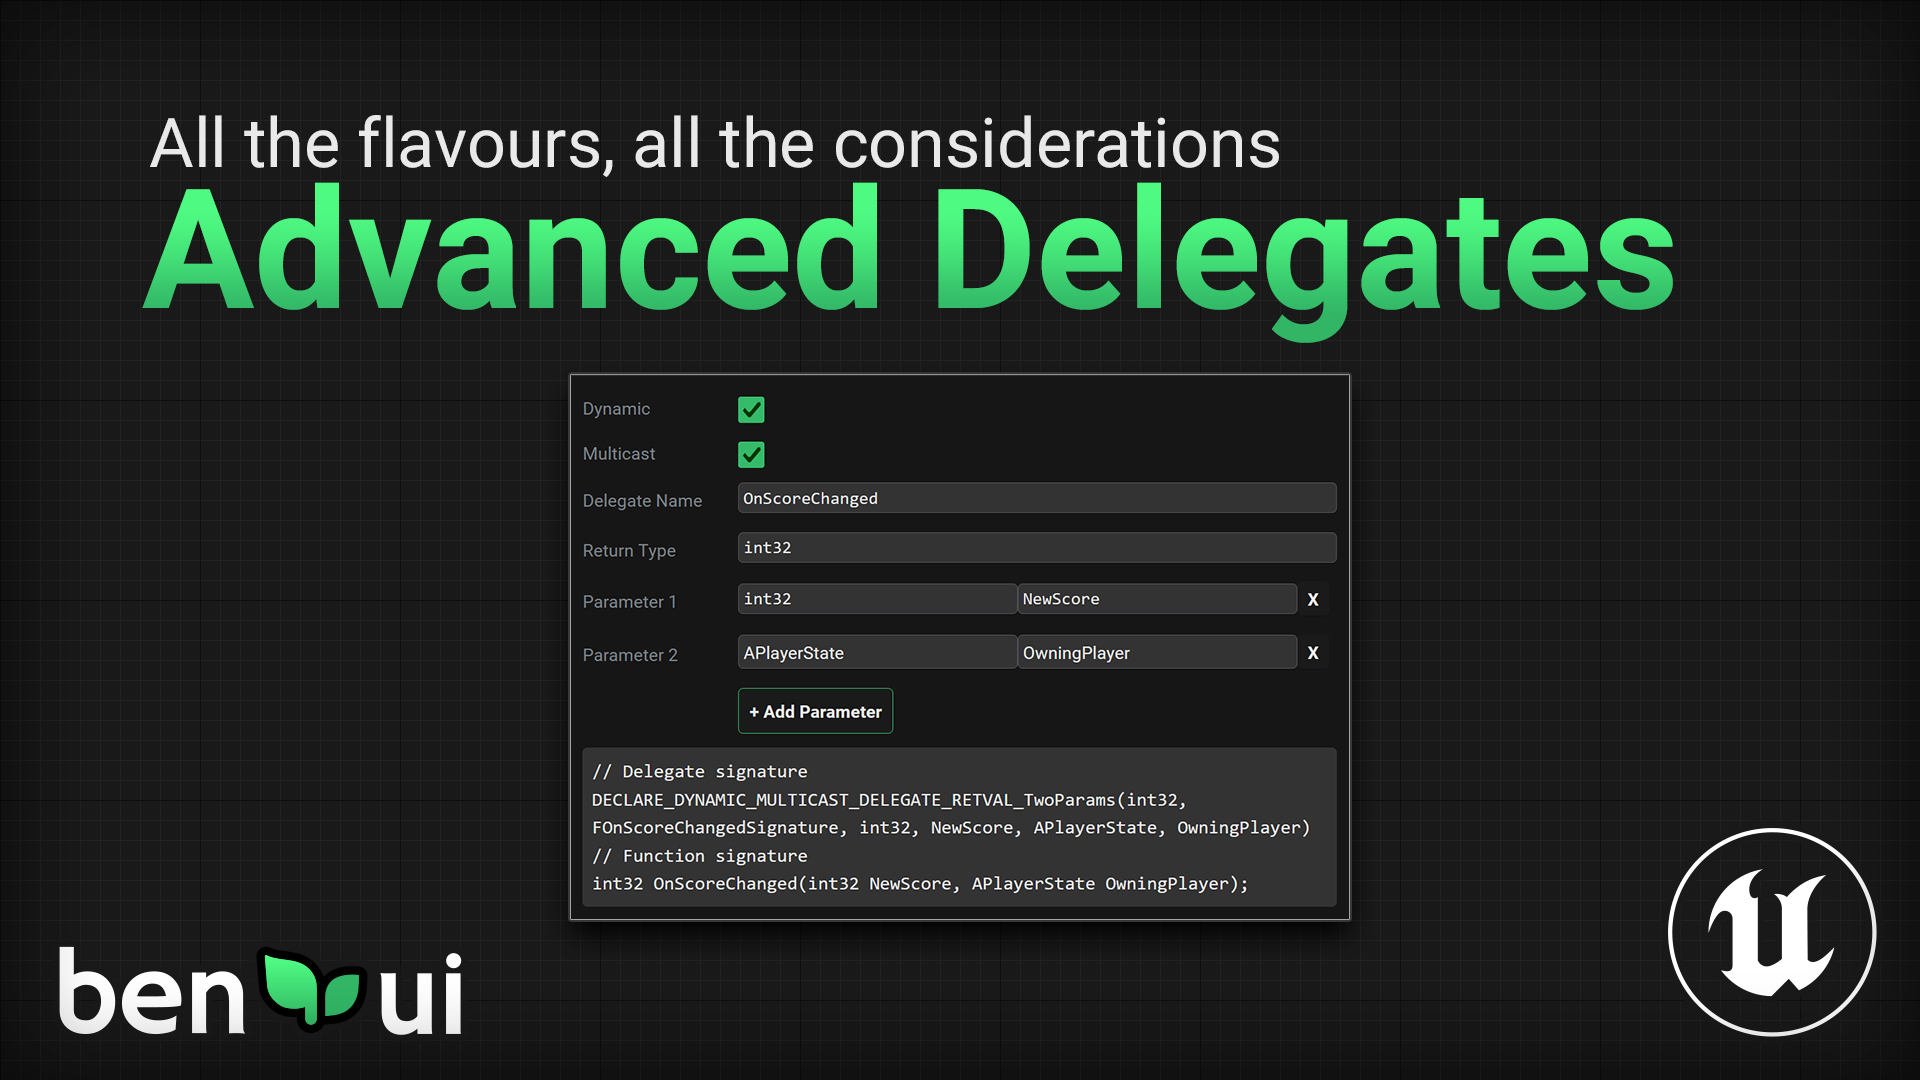 All the flavours, all the considerations
Advanced Delegates
Dynamic
Multicast
Delegate Name OnScoreChanged
Return Type int32
Parameter 1 int32 NewScore X
Parameter 2 APlayerState OwningPlayer X
+ Add Parameter
// Delegate signature
DECLARE_DYNAMIC_MULTICAST_DELEGATE_RETVAL_TwoParams(int32,
FOnScoreChangedSignature, int32, NewScore, APlayerState, OwningPlayer)
// Function signature
int32 OnScoreChanged(int32 NewScore, APlayerState OwningPlayer);
ben ui